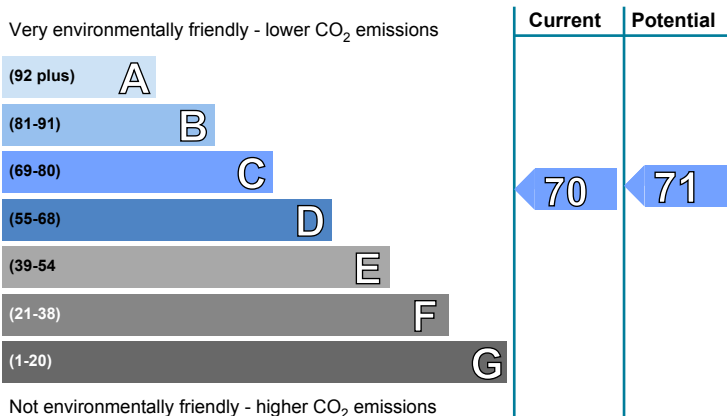 Very environmentally friendly - lower CO2 emissions
Current Potential
(92 plus) A
(81-91) B
(69-80) C
70 71
(55-68) D
(39-54 E
(21-38) F
(1-20) G
Not environmentally friendly - higher CO2 emissions